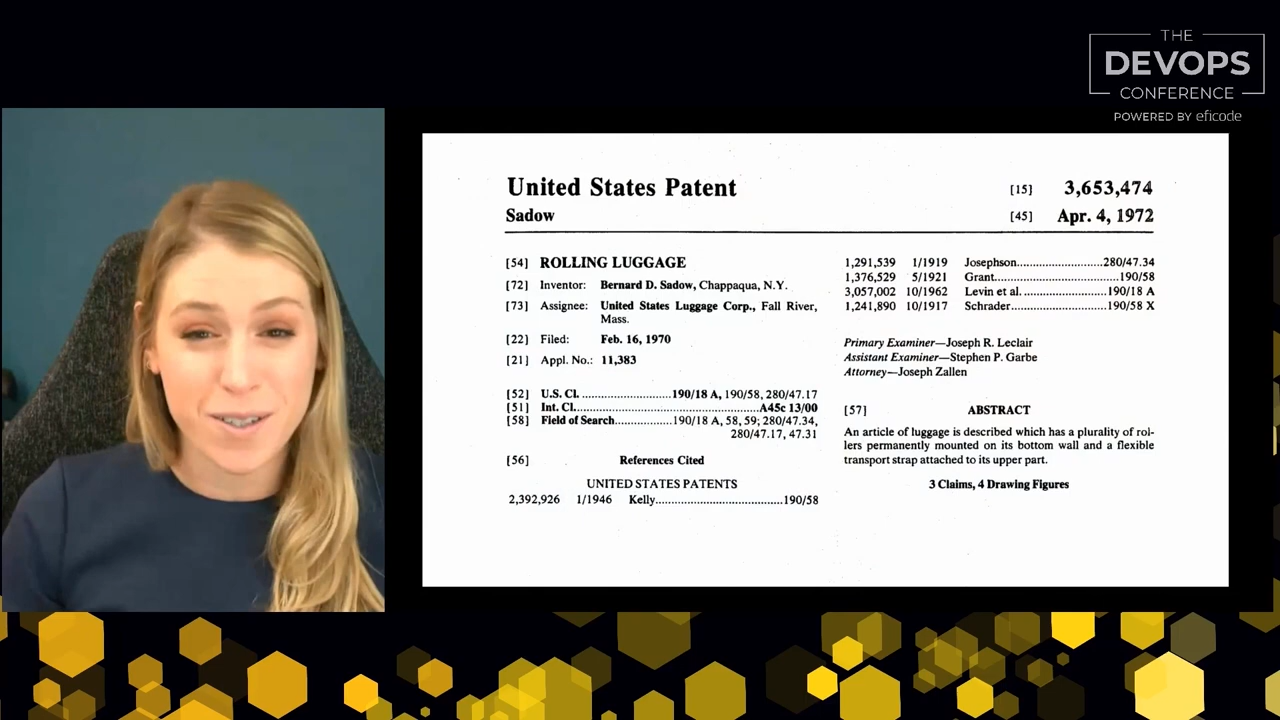 THE
DEVOPS
CONFERENCE
POWERED BY eficode
United States Patent [15] 3,653,474
Sadow [45] Apr. 4, 1972
[54] ROLLING LUGGAGE
[72] Inventor: Bernard D. Sadow, Chappaqua, N.Y.
[73] Assignee: United States Luggage Corp., Fall River,
Mass.
[22] Filed: Feb. 16, 1970
[21] Appl. No.: 11,383
[52] U.S. Cl. ........................190/18 A, 190/58, 280/47.17
[51] Int. Cl.................................................A45c 13/00
[58] Field of Search................190/18 A, 58, 59; 280/47.34,
280/47.17, 47.31
[56] References Cited
UNITED STATES PATENTS
2,392,926 1/1946 Kelly......................................190/58
1,291,539 1/1919 Josephson.......................280/47.34
1,376,529 5/1921 Grant................................190/58
3,057,002 10/1962 Levin et al. ......................190/18 A
1,241,890 10/1917 Schrader..........................190/58 X
Primary Examiner—Joseph R. Leclair
Assistant Examiner—Stephen P. Garbe
Attorney—Joseph Zallen
[57] ABSTRACT
An article of luggage is described which has a plurality of rol-
lers permanently mounted on its bottom wall and a flexible
transport strap attached to its upper part.
3 Claims, 4 Drawing Figures